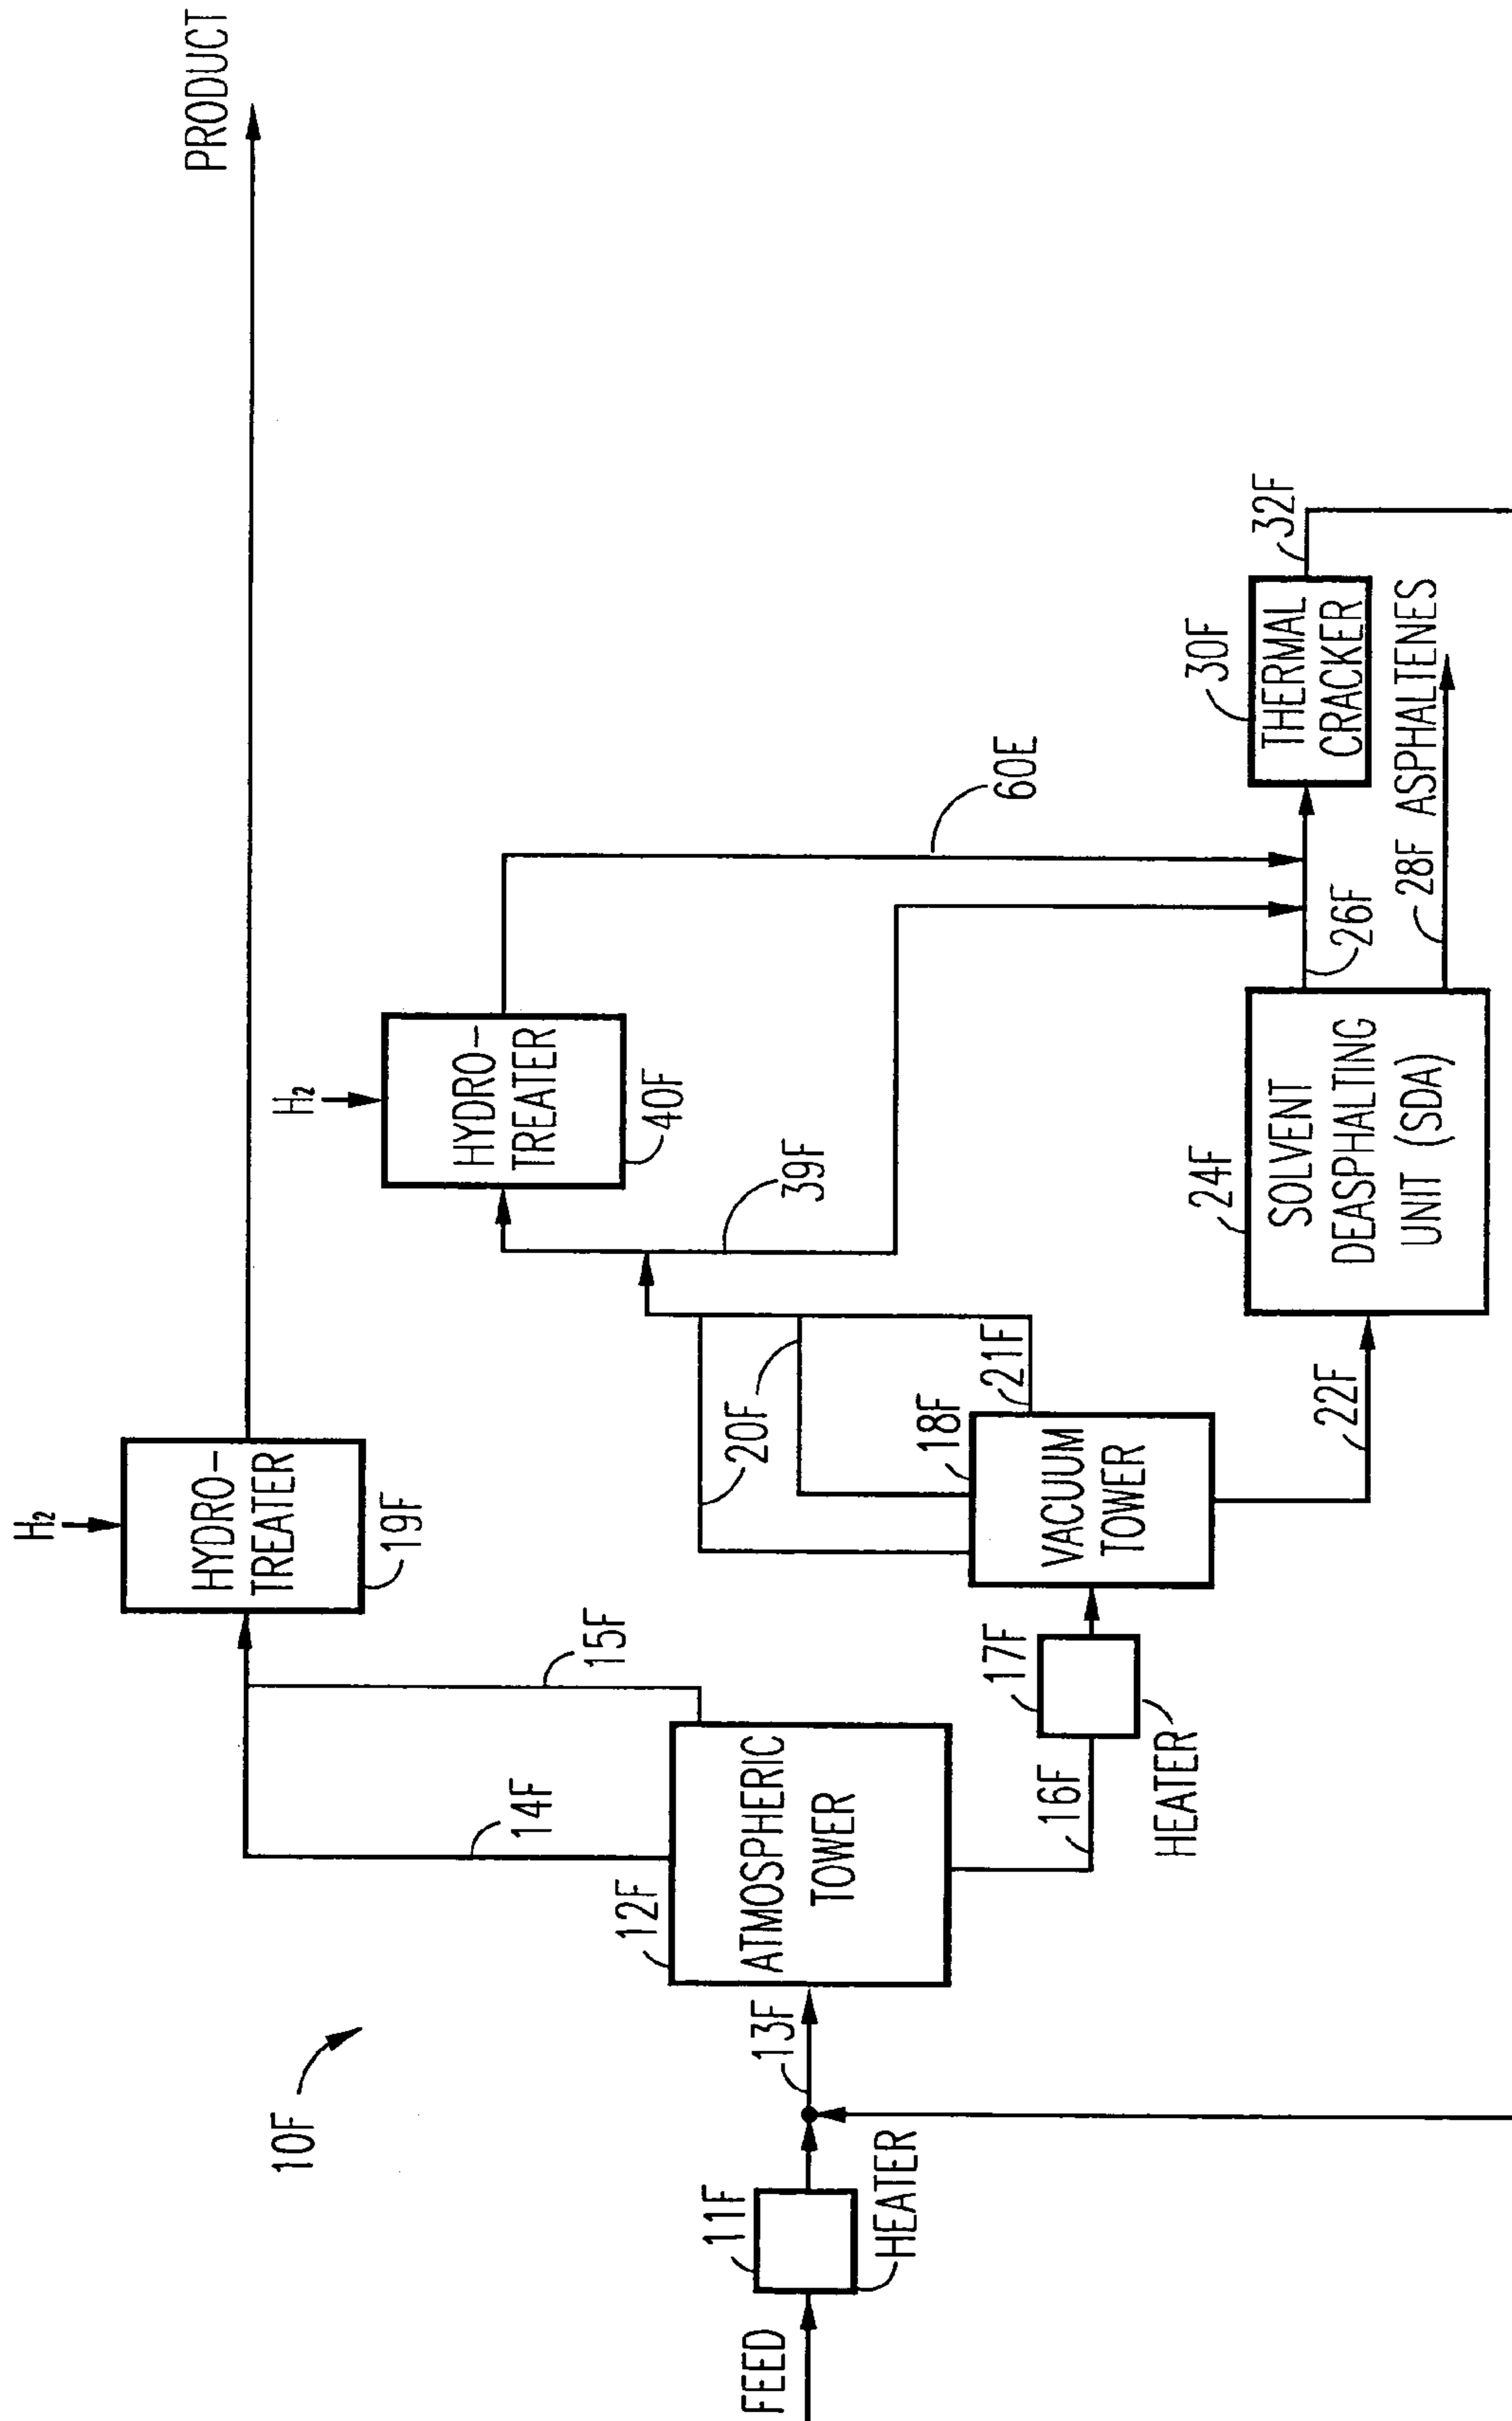 10F
FEED
11F
HEATER
13F
12F
ATMOSPHERIC
TOWER
14F
15F
16F
17F
HEATER
H₂
HYDRO-
TREATER
19F
PRODUCT
18F
VACUUM
TOWER
20F
21F
22F
39F
H₂
HYDRO-
TREATER
40F
60E
24F
SOLVENT
DEASPHALTING
UNIT (SDA)
26F
28F ASPHALTENES
30F
THERMAL
CRACKER
32F